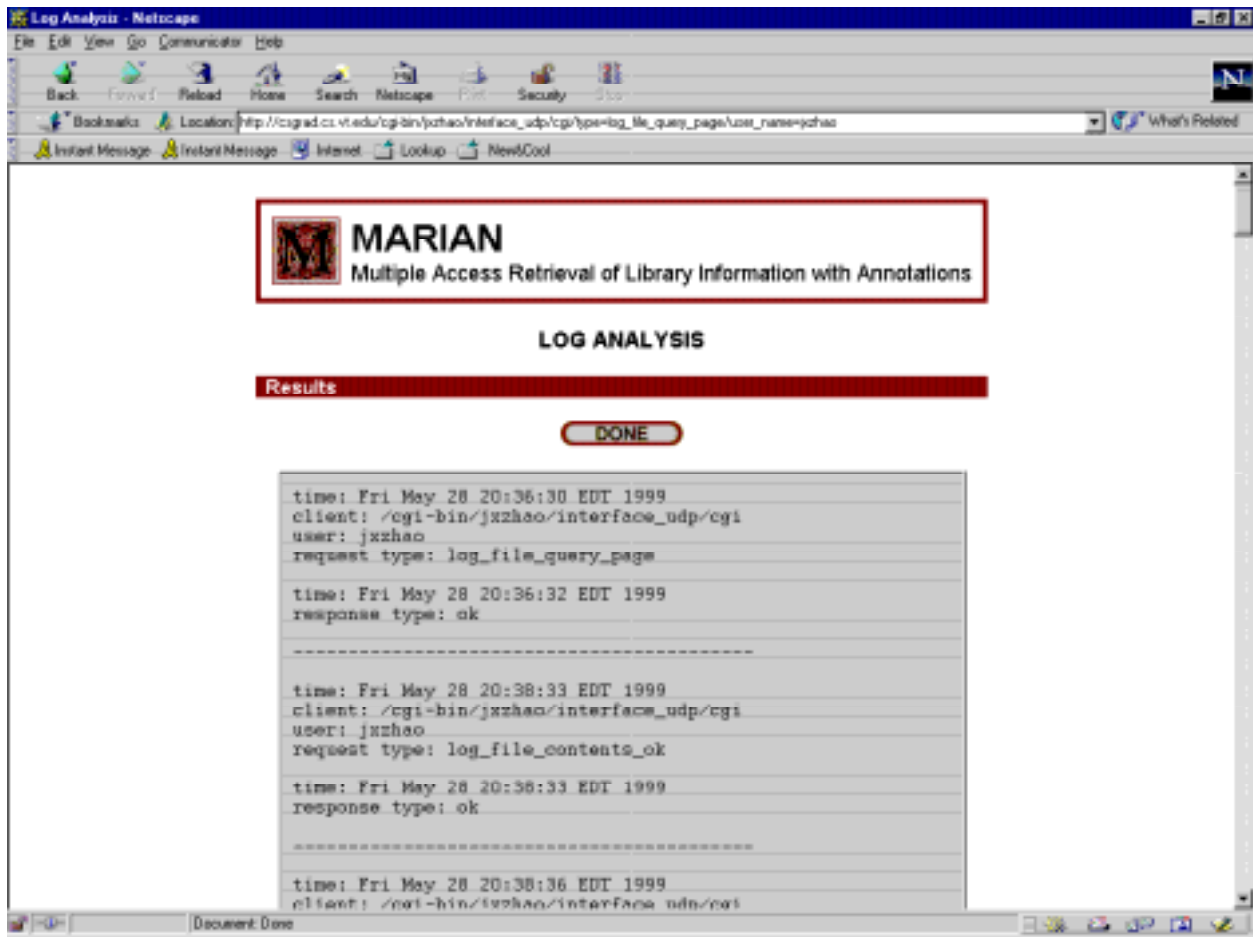 Log Analysis - Netscape
File Edit View Go Communicator Help
Back Forward Reload Home Search Netscape Print Security Stop
Bookmarks Location: http://csgrad.cs.vt.edu/cgi-bin/jxzhao/interface_udp/cgi?type=log_file_query_page&user_name=jxzhao What's Related
Instant Message Instant Message Internet Lookup New&Cool
M MARIAN
Multiple Access Retrieval of Library Information with Annotations
LOG ANALYSIS
Results
DONE
time: Fri May 28 20:36:30 EDT 1999
client: /cgi-bin/jxzhao/interface_udp/cgi
user: jxzhao
request type: log_file_query_page
time: Fri May 28 20:36:32 EDT 1999
response type: ok
------------------------------------------
time: Fri May 28 20:38:33 EDT 1999
client: /cgi-bin/jxzhao/interface_udp/cgi
user: jxzhao
request type: log_file_contents_ok
time: Fri May 28 20:38:33 EDT 1999
response type: ok
------------------------------------------
time: Fri May 28 20:38:36 EDT 1999
client: /cgi-bin/jxzhao/interface_udp/cgi
Document: Done